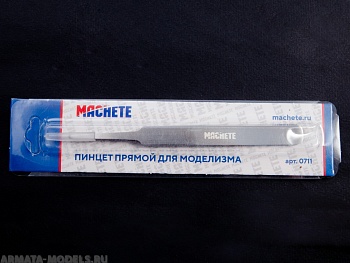 MACHETE
machete.ru
MACHETE
ПИНЦЕТ ПРЯМОЙ ДЛЯ МОДЕЛИЗМА
арт. 0711
ARMATA-MODELS.RU